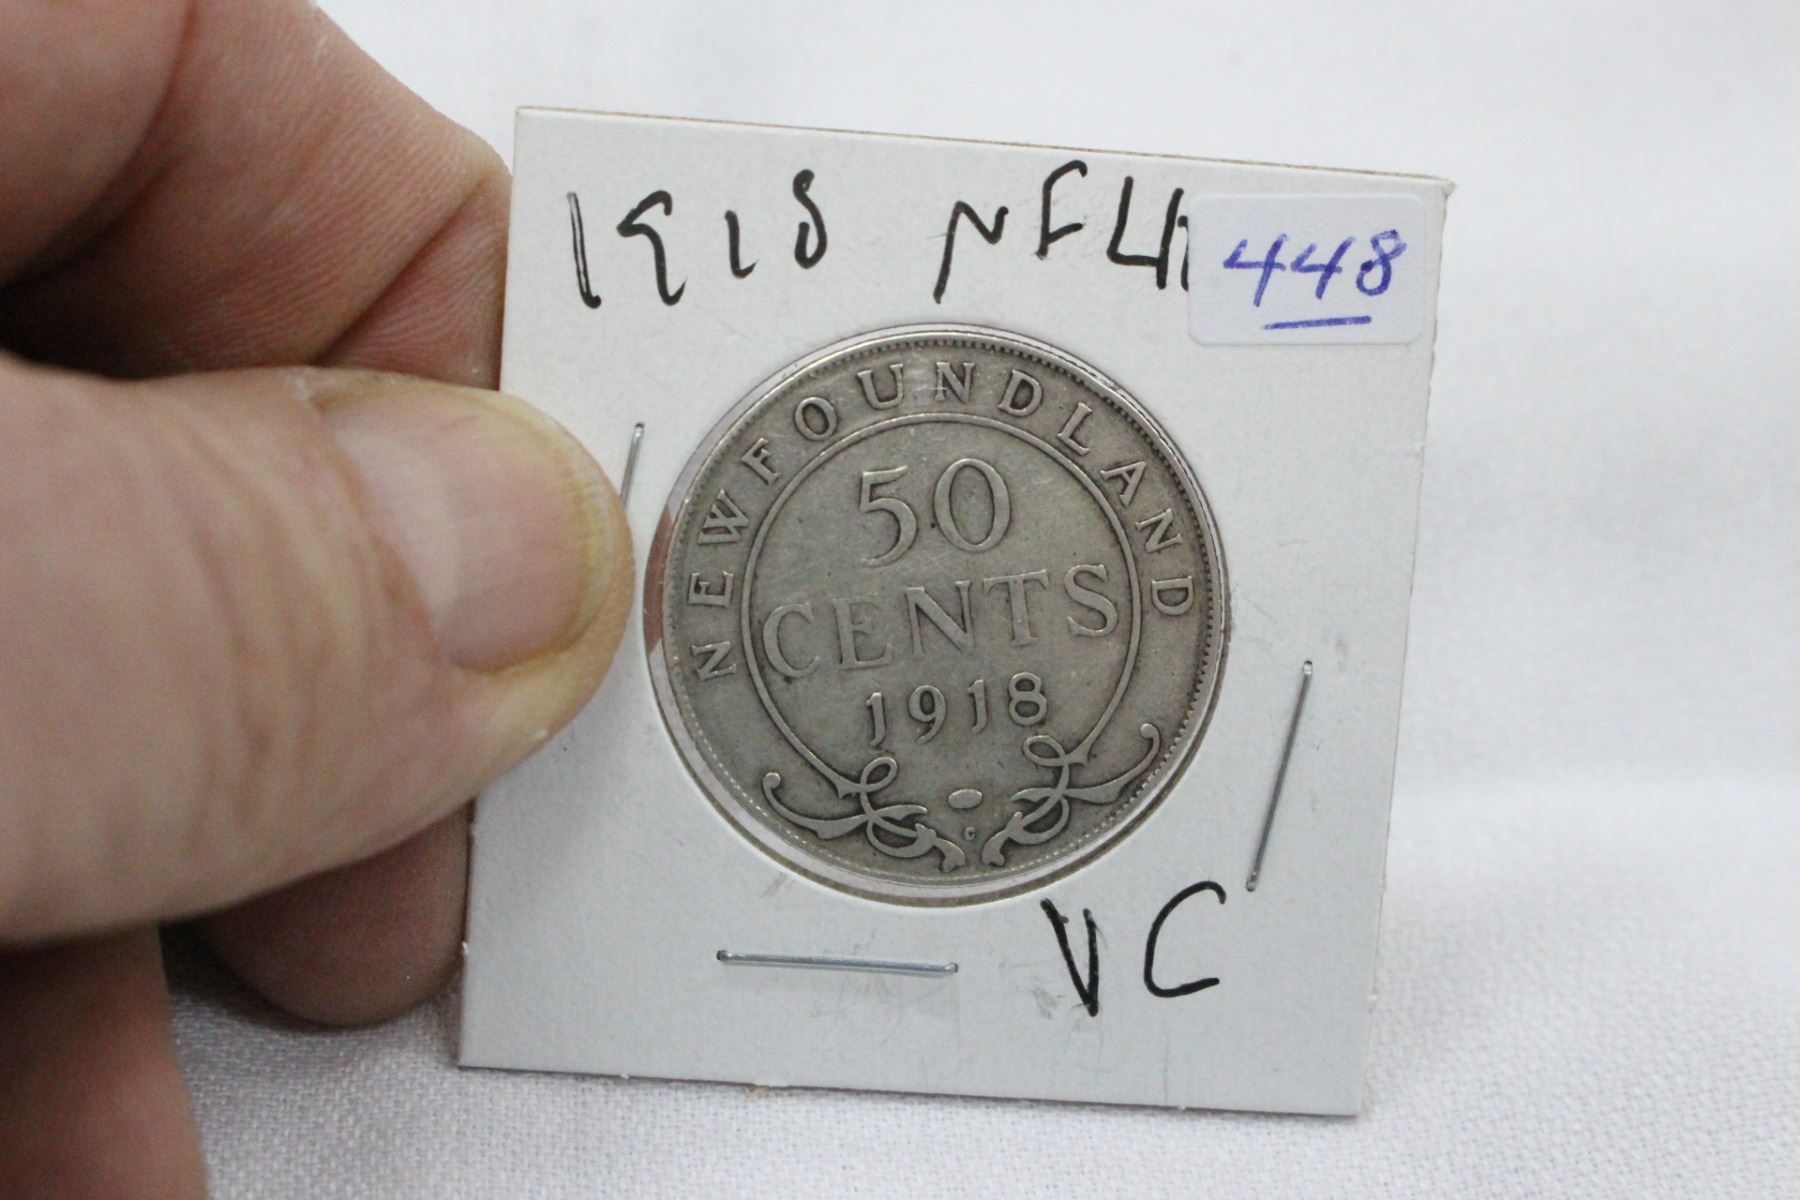 1918 NFLd
448
NEWFOUNDLAND
50
CENTS
1918
C
VC